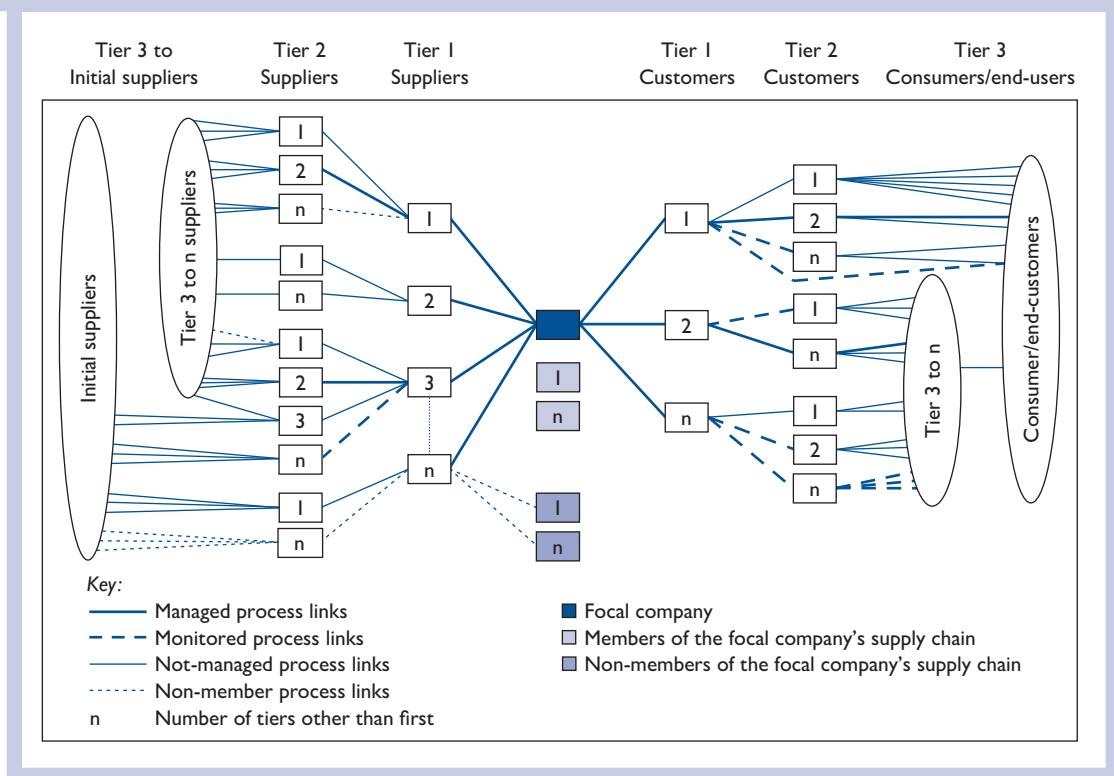 Tier 3 to
Initial suppliers
Tier 2
Suppliers
Tier 1
Suppliers
Tier 1
Customers
Tier 2
Customers
Tier 3
Consumers/end-users
Initial suppliers
Tier 3 to n suppliers
1
2
n
1
n
1
2
3
n
1
n
1
2
3
n
1
n
1
n
1
2
n
1
2
n
1
n
1
2
n
Tier 3 to n
Consumer/end-customers
Key:
Managed process links
Monitored process links
Not-managed process links
Non-member process links
n Number of tiers other than first
Focal company
Members of the focal company's supply chain
Non-members of the focal company's supply chain